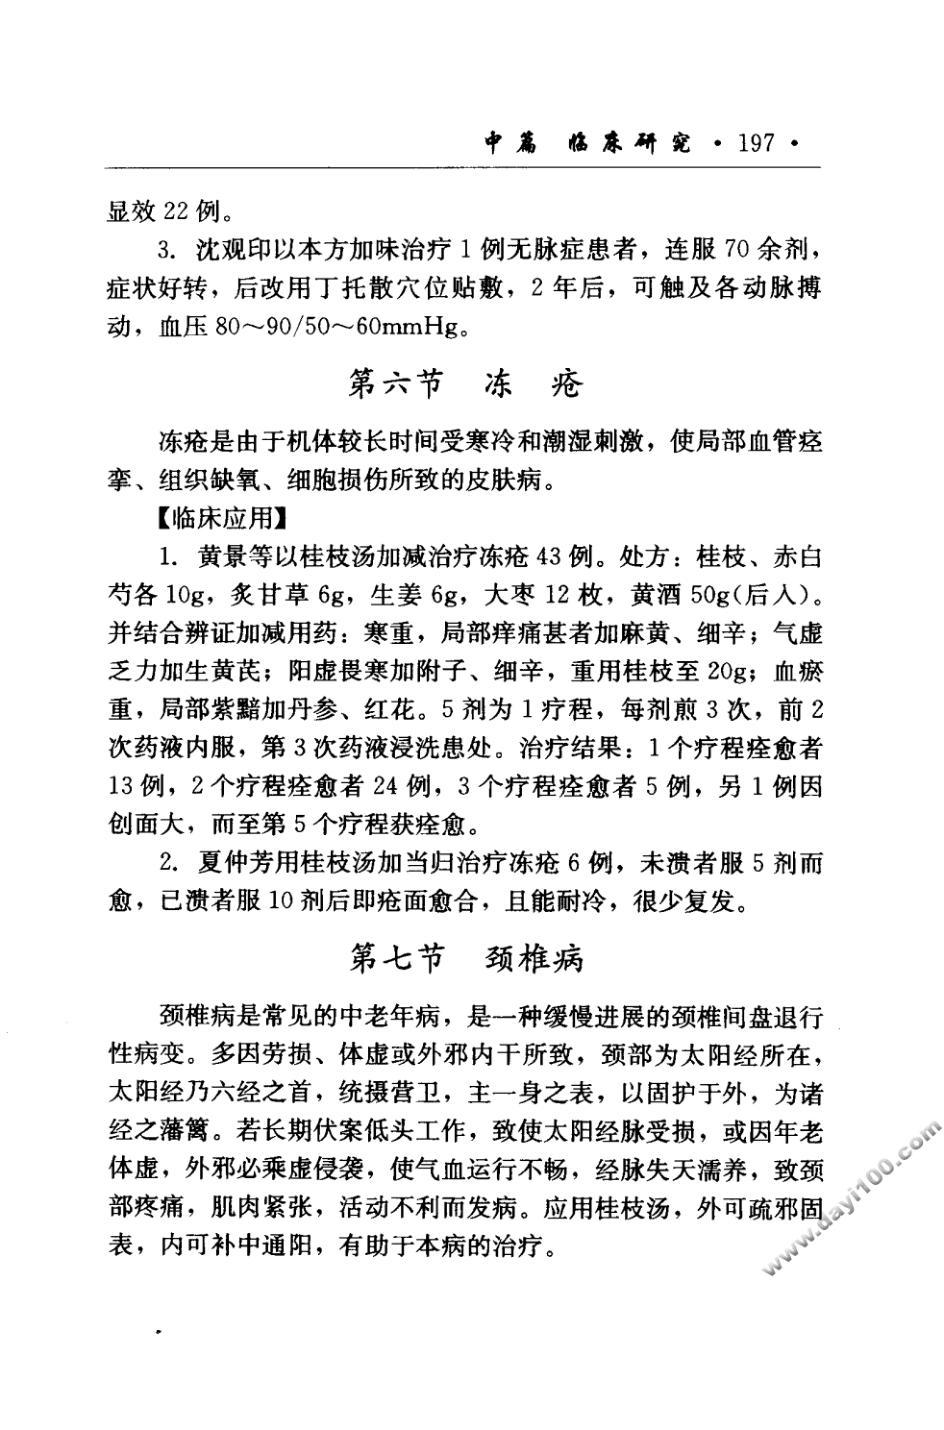 中篇 临床研究 · 197 ·
显效 22 例。
3. 沈观印以本方加味治疗 1 例无脉症患者，连服 70 余剂，
症状好转，后改用丁托散穴位贴敷，2 年后，可触及各动脉搏
动，血压 80～90/50～60mmHg。
第六节 冻 疮
冻疮是由于机体较长时间受寒冷和潮湿刺激，使局部血管痉
挛、组织缺氧、细胞损伤所致的皮肤病。
【临床应用】
1. 黄景等以桂枝汤加减治疗冻疮 43 例。处方：桂枝、赤白
芍各 10g，炙甘草 6g，生姜 6g，大枣 12 枚，黄酒 50g(后入)。
并结合辨证加减用药：寒重，局部痒痛甚者加麻黄、细辛；气虚
乏力加生黄芪；阳虚畏寒加附子、细辛，重用桂枝至 20g；血瘀
重，局部紫黯加丹参、红花。5 剂为 1 疗程，每剂煎 3 次，前 2
次药液内服，第 3 次药液浸洗患处。治疗结果：1 个疗程痊愈者
13 例，2 个疗程痊愈者 24 例，3 个疗程痊愈者 5 例，另 1 例因
创面大，而至第 5 个疗程获痊愈。
2. 夏仲芳用桂枝汤加当归治疗冻疮 6 例，未溃者服 5 剂而
愈，已溃者服 10 剂后即疮面愈合，且能耐冷，很少复发。
第七节 颈椎病
颈椎病是常见的中老年病，是一种缓慢进展的颈椎间盘退行
性病变。多因劳损、体虚或外邪内干所致，颈部为太阳经所在，
太阳经乃六经之首，统摄营卫，主一身之表，以固护于外，为诸
经之藩篱。若长期伏案低头工作，致使太阳经脉受损，或因年老
体虚，外邪必乘虚侵袭，使气血运行不畅，经脉失天濡养，致颈
部疼痛，肌肉紧张，活动不利而发病。应用桂枝汤，外可疏邪固
表，内可补中通阳，有助于本病的治疗。
www.dayi100.com